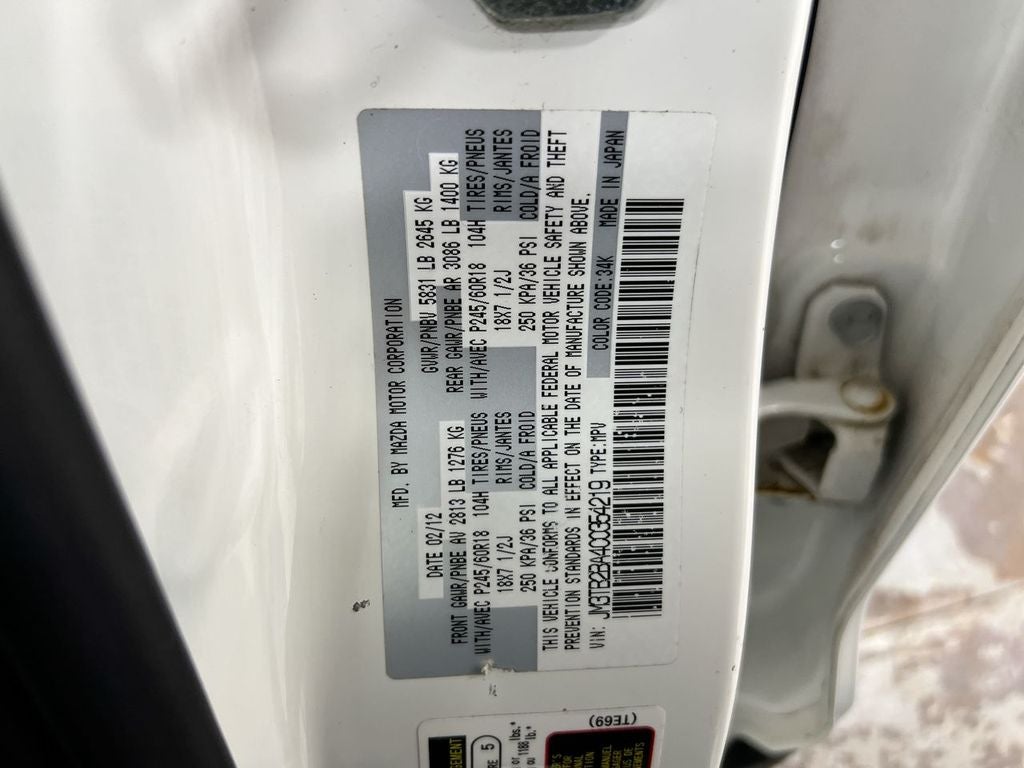 MFD. BY MAZDA MOTOR CORPORATION
DATE 02/12 GVWR/PNBV 5831 LB 2645 KG
FRONT GAWR/PNBE AV 2813 LB 1276 KG REAR GAWR/PNBE AR 3086 LB 1400 KG
WITH/AVEC P245/60R18 104H TIRES/PNEUS WITH/AVEC P245/60R18 104H TIRES/PNEUS
18X7 1/2J RIMS/JANTES 18X7 1/2J RIMS/JANTES
250 KPA/36 PSI COLD/A FROID 250 KPA/36 PSI COLD/A FROID
THIS VEHICLE CONFORMS TO ALL APPLICABLE FEDERAL MOTOR VEHICLE SAFETY AND THEFT
PREVENTION STANDARDS IN EFFECT ON THE DATE OF MANUFACTURE SHOWN ABOVE.
VIN: JM3TB2BA4C0354219 TYPE:MPV COLOR CODE:34K MADE IN JAPAN
(TE69)
5
1188 lb.*
lbs.*